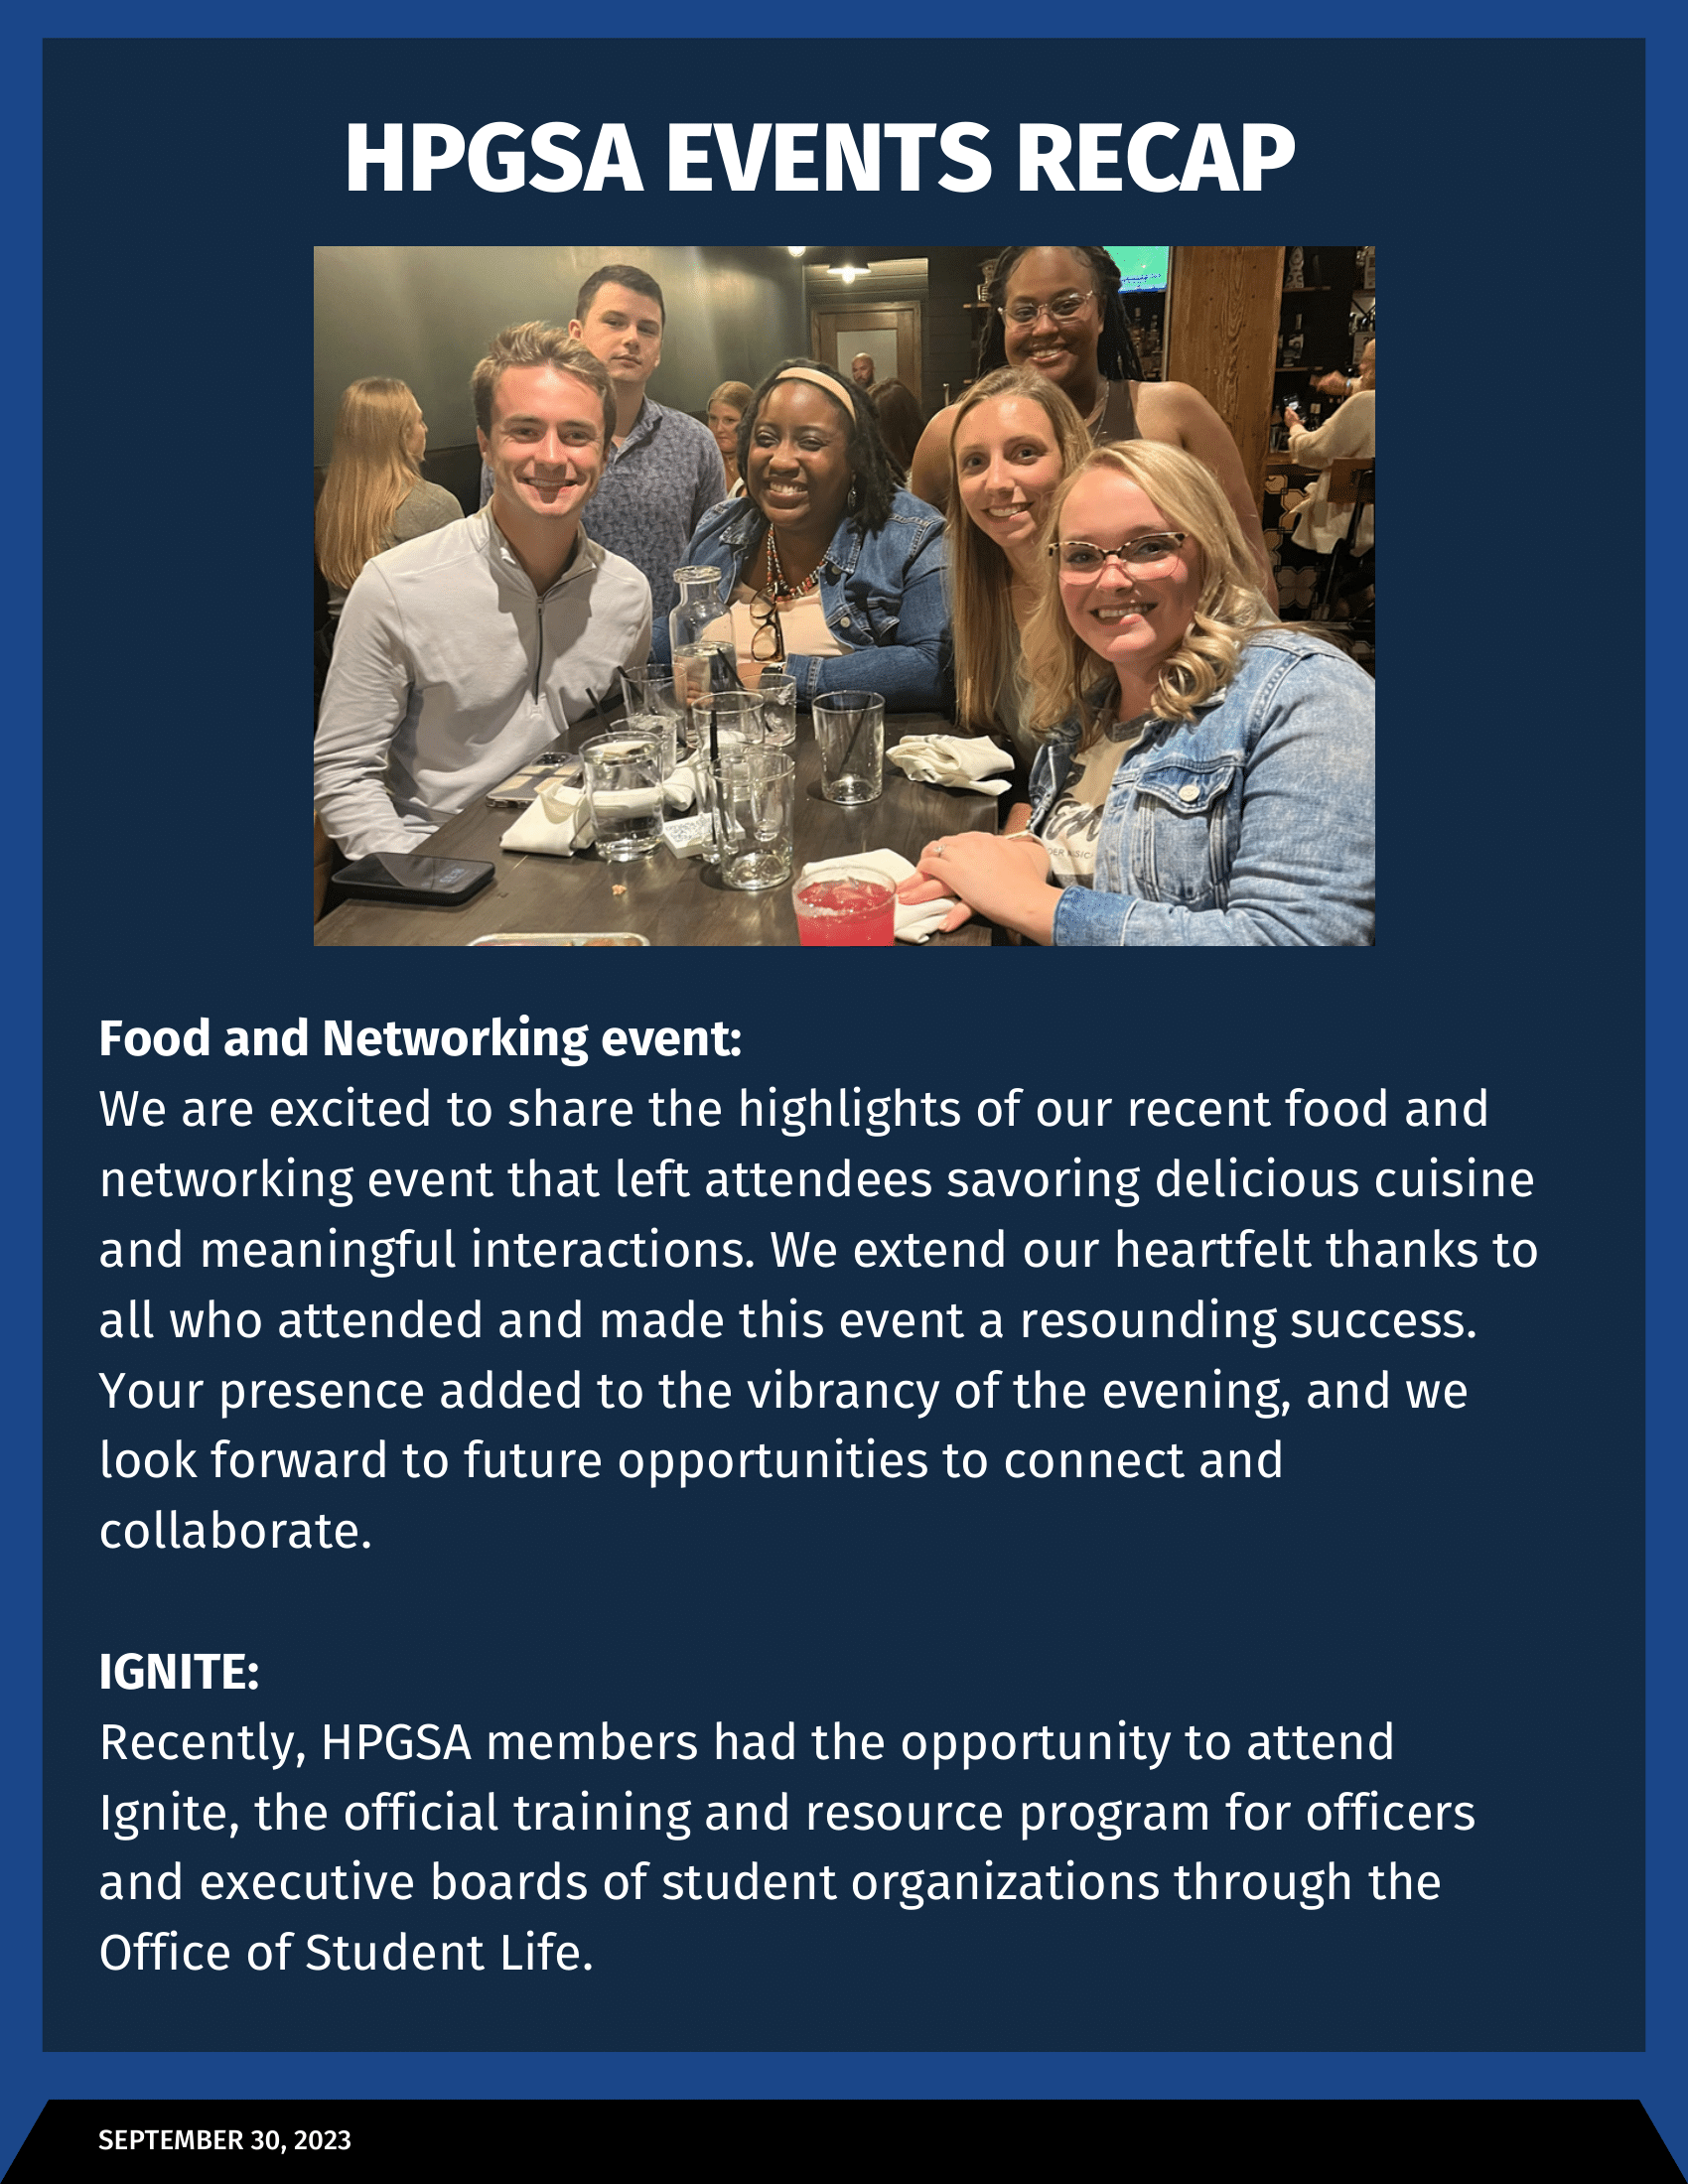 HPGSA EVENTS RECAP
Food and Networking event:
We are excited to share the highlights of our recent food and
networking event that left attendees savoring delicious cuisine
and meaningful interactions. We extend our heartfelt thanks to
all who attended and made this event a resounding success.
Your presence added to the vibrancy of the evening, and we
look forward to future opportunities to connect and
collaborate.
IGNITE:
Recently, HPGSA members had the opportunity to attend
Ignite, the official training and resource program for officers
and executive boards of student organizations through the
Office of Student Life.
SEPTEMBER 30, 2023